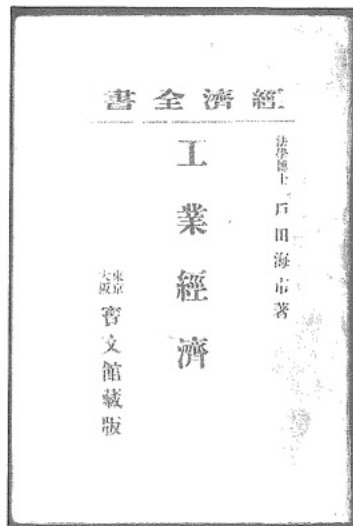 經濟全書
法學博士 戸田海市著
工業經濟
東京
大阪
寶文館藏版